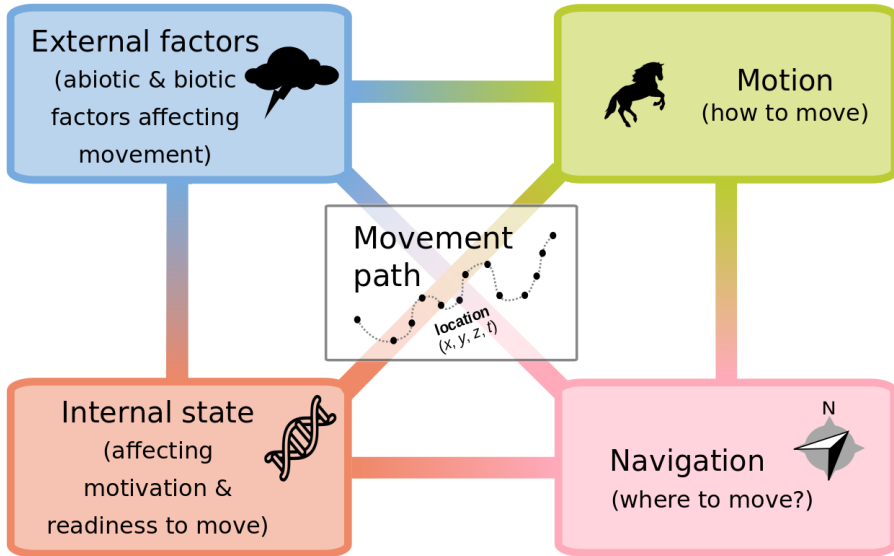 External factors
(abiotic & biotic
factors affecting
movement)
Motion
(how to move)
Movement
path
location
(x, y, z, t)
Internal state
(affecting
motivation &
readiness to move)
N
Navigation
(where to move?)